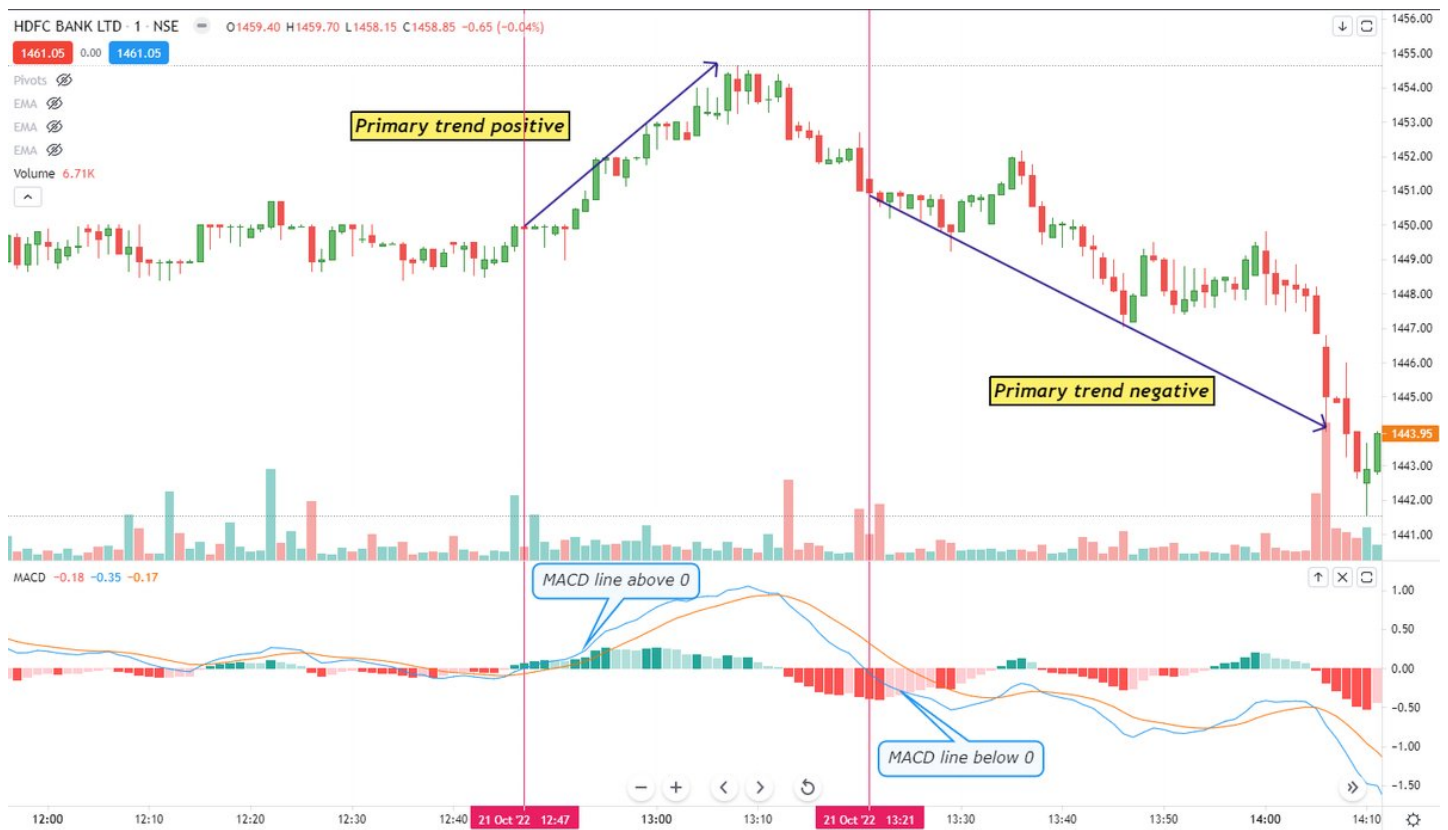 HDFC BANK LTD · 1 · NSE O1459.40 H1459.70 L1458.15 C1458.85 -0.65 (-0.04%)
1461.05 0.00 1461.05
Pivots
EMA
EMA
EMA
Volume 6.71K
Primary trend positive
Primary trend negative
1456.00
1455.00
1454.00
1453.00
1452.00
1451.00
1450.00
1449.00
1448.00
1447.00
1446.00
1445.00
1443.95
1443.00
1442.00
1441.00
MACD -0.18 -0.35 -0.17
MACD line above 0
MACD line below 0
1.00
0.50
0.00
-0.50
-1.00
-1.50
12:00 12:10 12:20 12:30 12:40 21 Oct '22 12:47 13:00 13:10 21 Oct '22 13:21 13:30 13:40 13:50 14:00 14:10